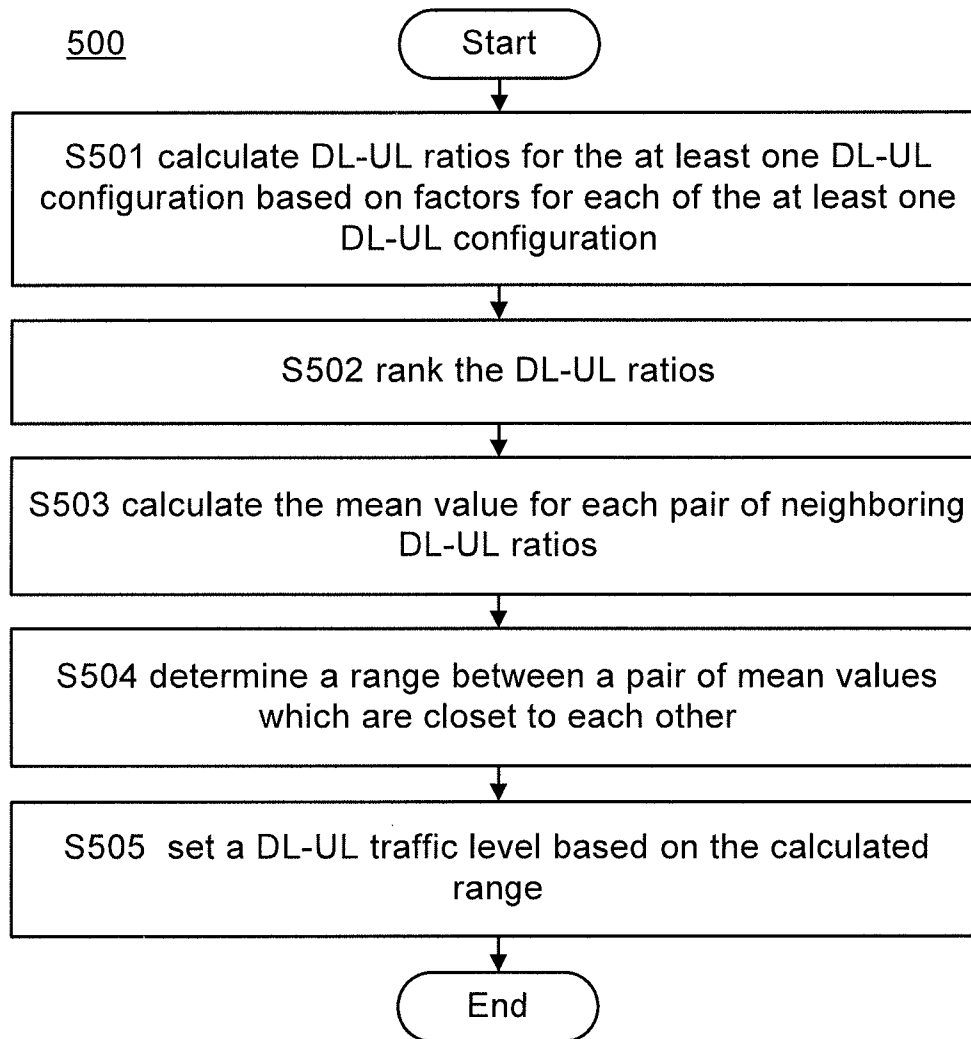 500
Start
S501 calculate DL-UL ratios for the at least one DL-UL
configuration based on factors for each of the at least one
DL-UL configuration
S502 rank the DL-UL ratios
S503 calculate the mean value for each pair of neighboring
DL-UL ratios
S504 determine a range between a pair of mean values
which are closet to each other
S505 set a DL-UL traffic level based on the calculated
range
End